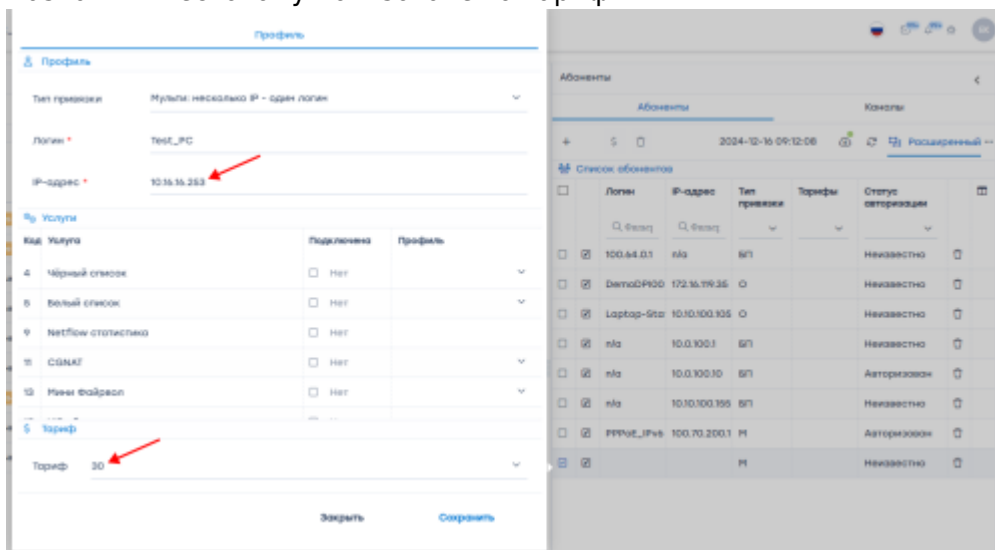 Профиль
Профиль
Тип привязки
Мульти: несколько IP - один логин
Логин *
Test_PC
IP-адрес *
10.16.16.253
Услуги
Код Услуга Подключена Профиль
4 Чёрный список Нет
5 Белый список Нет
9 Netflow статистика Нет
11 CGNAT Нет
13 Мини Файрвол Нет
Тариф
Тариф 30
Закрыть Сохранить
Абоненты
Абоненты Каналы
2024-12-16 09:12:08 Расширенный
Список абонентов
Логин IP-адрес Тип привязки Тарифы Статус авторизации
100.64.0.1 n/a БП Неизвестно
DemoDPI00 172.16.119.35 О Неизвестно
10.10.100.105 О Неизвестно
n/a 10.0.100.1 БП Неизвестно
n/a 10.0.100.10 БП Авторизован
n/a 10.10.100.155 БП Неизвестно
PPPoE_IPv6 100.70.200.1 М Авторизован
М Неизвестно